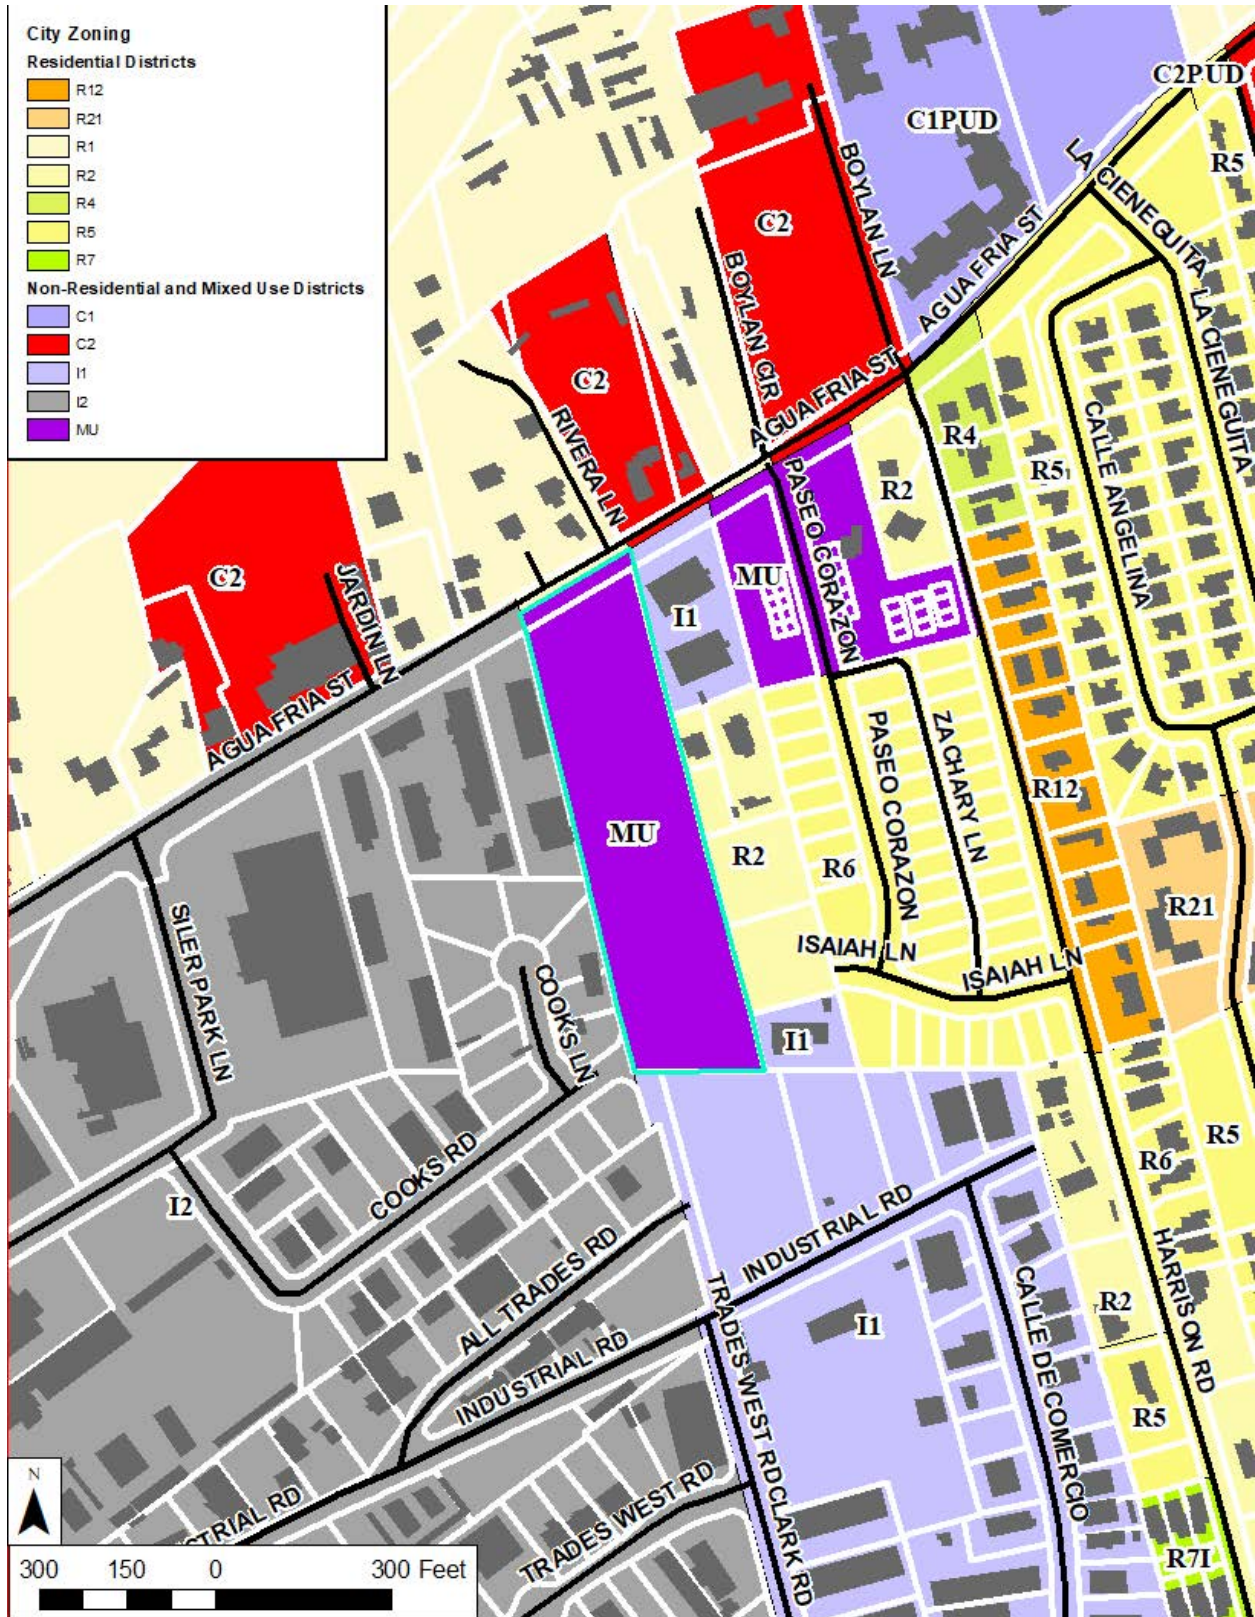 City Zoning
Residential Districts
R12
R21
R1
R2
R4
R5
R7
Non-Residential and Mixed Use Districts
C1
C2
I1
I2
MU
C2PUD
C1PUD
LA CIENEGUITA
R5
BOYLAN LN
C2
AGUA FRIA ST
BOYLAN CIR
LA CIENEGUITA
C2
AGUA FRIA ST
RIVERA LN
CALLE ANGELINA
R4
R5
PASEO CORAZON
R2
C2
JARDIN LN
MU
I1
AGUA FRIA ST
PASEO CORAZON
ZACHARY LN
R12
MU
R2
R6
R21
SILER PARK LN
ISAIAH LN
ISAIAH LN
COOKS LN
I1
R5
COOKS RD
R6
I2
INDUSTRIAL RD
ALL TRADES RD
HARRISON RD
TRADES WEST RD
CALLE DE COMERCIO
R2
I1
INDUSTRIAL RD
R5
N
TRADES WEST RD
CLARK RD
STRIAL RD
R7I
300 150 0 300 Feet